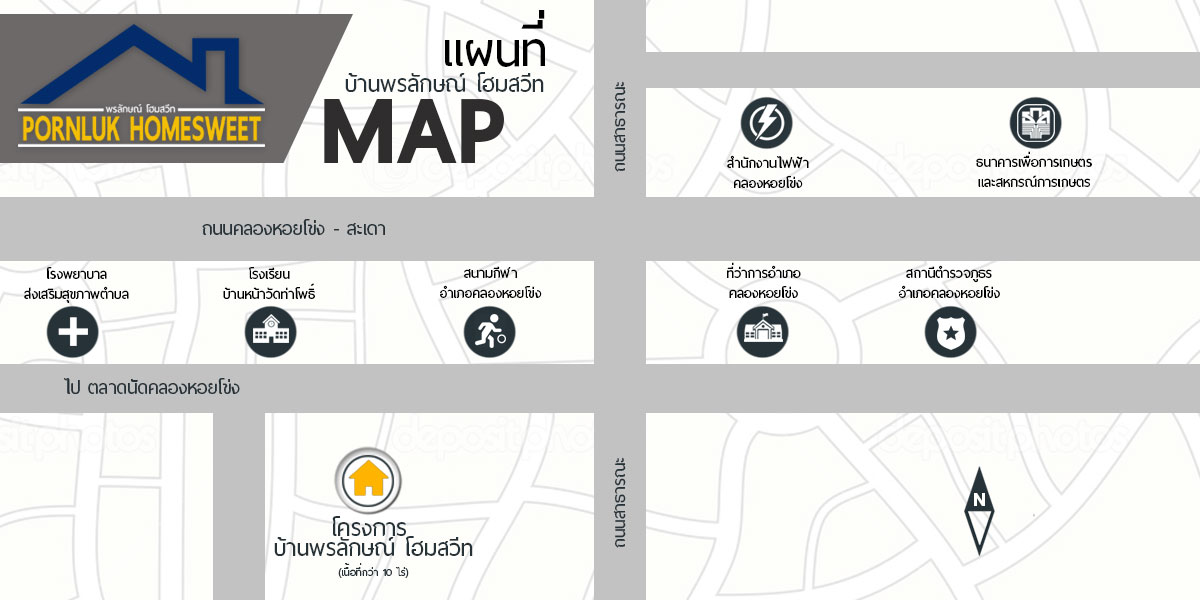 แผนที่
บ้านพรลักษณ์ โฮมสวีท
MAP
พรลักษณ์ โฮมสวีท
PORNLUK HOMESWEET
ถนนสาธารณะ
สำนักงานไฟฟ้า
คลองหอยโข่ง
ธนาคารเพื่อการเกษตร
และสหกรณ์การเกษตร
ถนนคลองหอยโข่ง - สะเดา
โรงพยาบาล
ส่งเสริมสุขภาพตำบล
โรงเรียน
บ้านหน้าวัดท่าโพธิ์
สนามกีฬา
อำเภอคลองหอยโข่ง
ที่ว่าการอำเภอ
คลองหอยโข่ง
สถานีตำรวจภูธร
อำเภอคลองหอยโข่ง
ไป ตลาดนัดคลองหอยโข่ง
depositphotos
โครงการ
บ้านพรลักษณ์ โฮมสวีท
(เนื้อที่กว่า 10 ไร่)
ถนนสาธารณะ
N